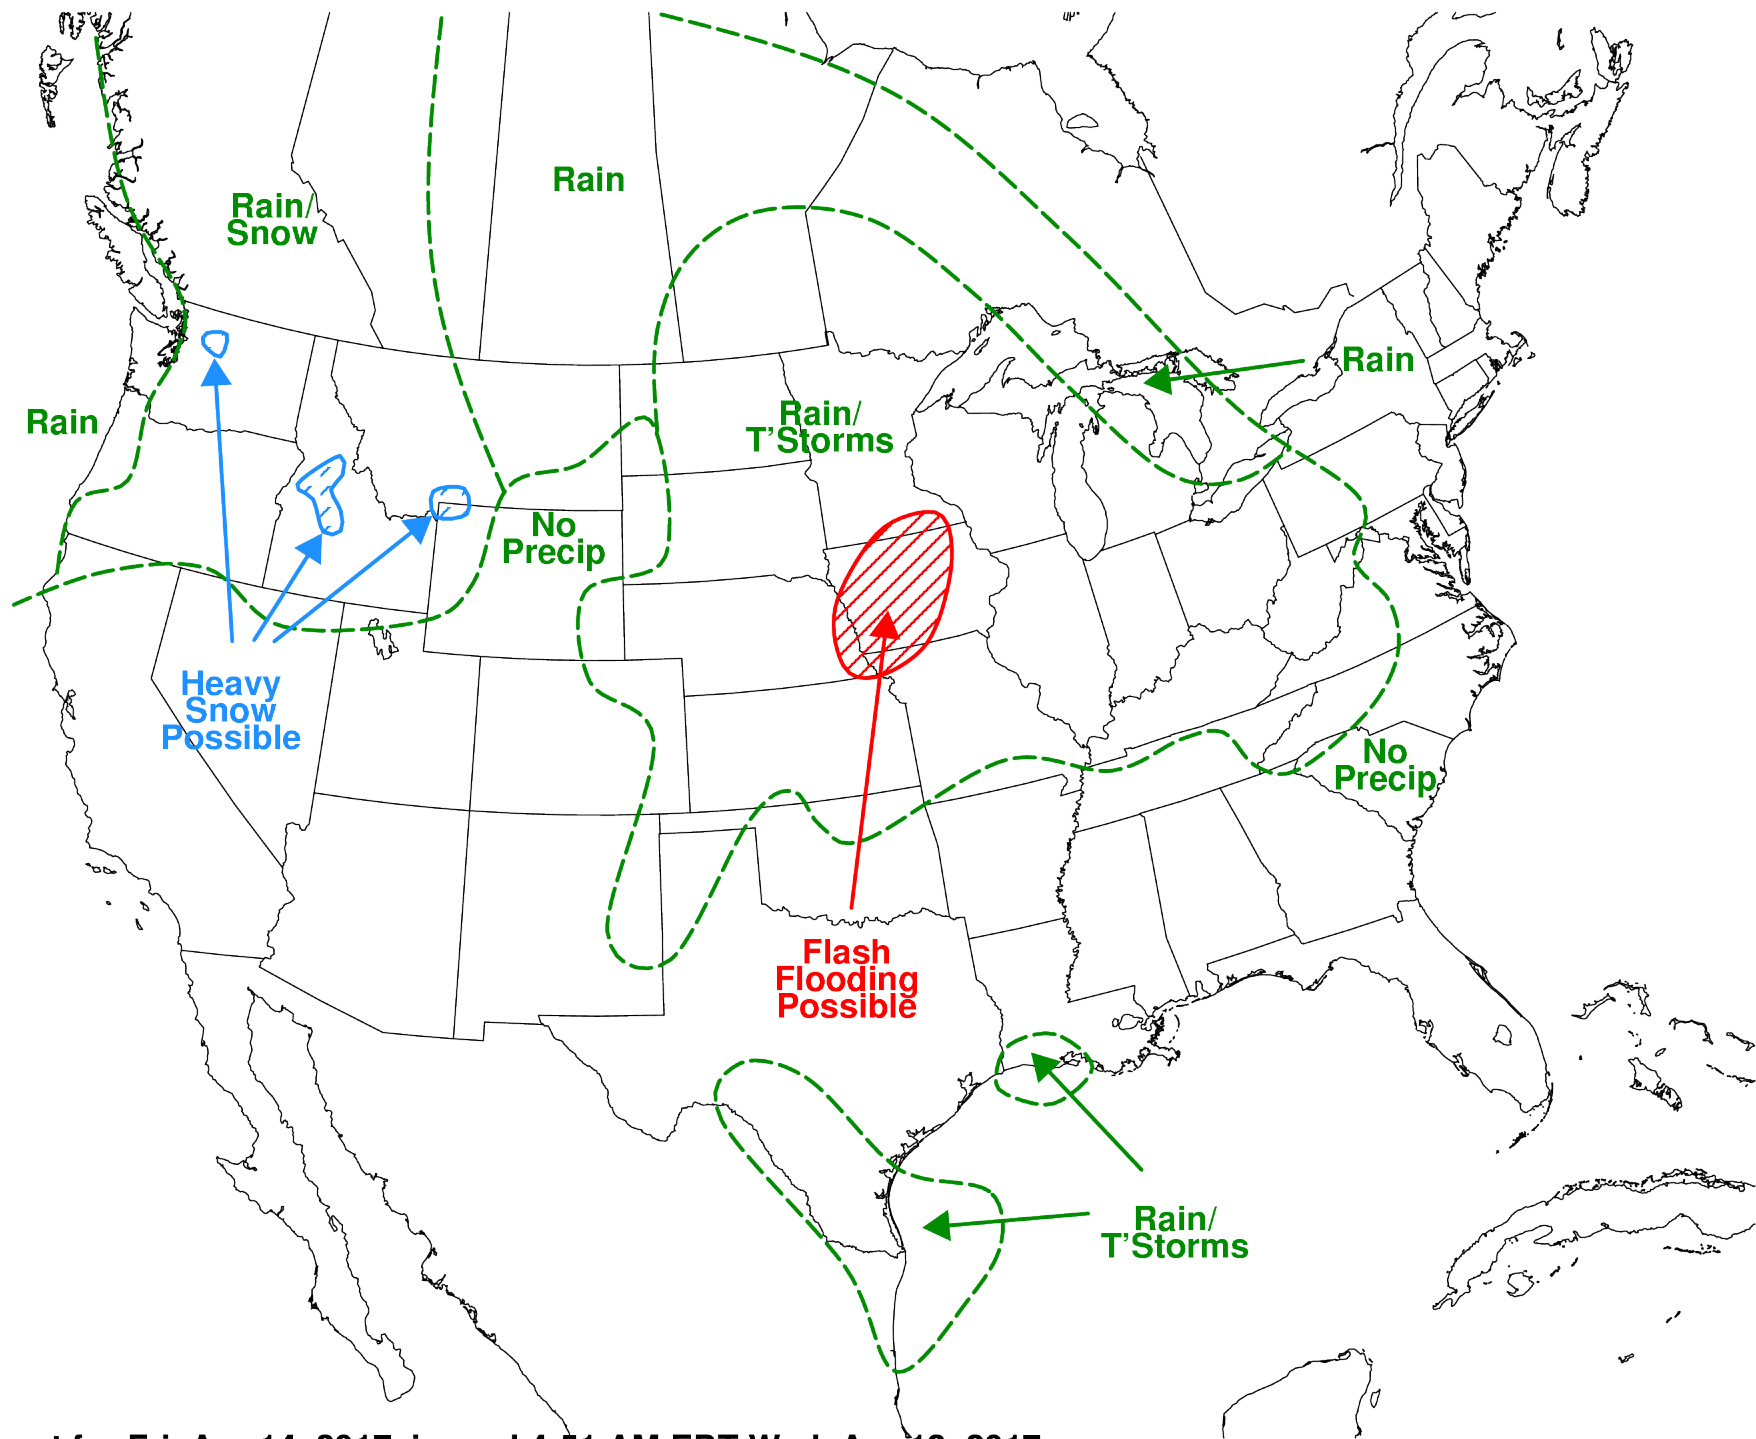 Rain
Rain/
Snow
Rain
Rain/
T'Storms
Rain
No
Precip
Heavy
Snow
Possible
No
Precip
Flash
Flooding
Possible
Rain/
T'Storms